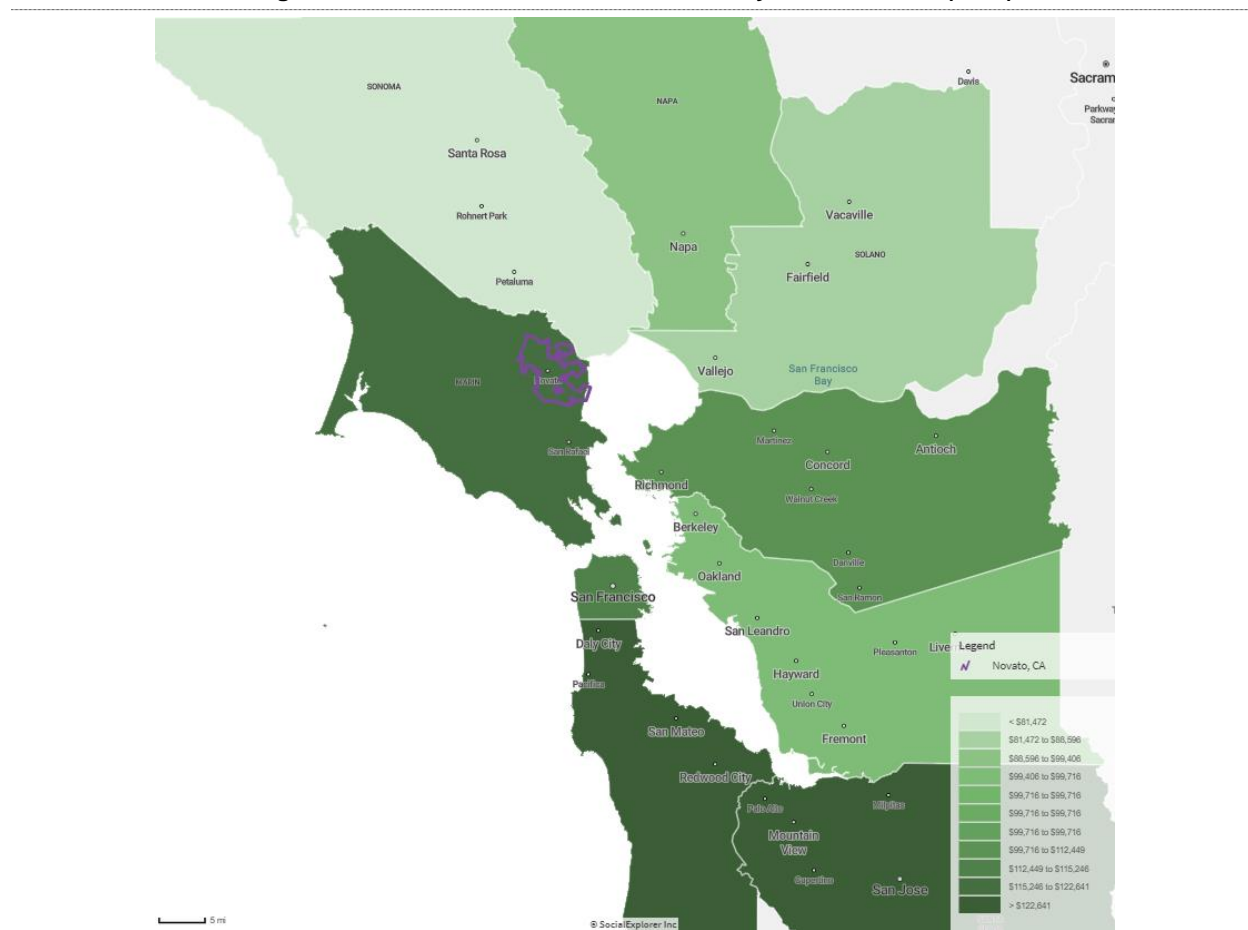 SONOMA
NAPA
Davis
Sacram
Parkway
Sacrar
Santa Rosa
Rohnert Park
Vacaville
Napa
SOLANO
Fairfield
Petaluma
Vallejo
San Francisco
Bay
Novato
MARIN
San Rafael
Martinez
Antioch
Concord
Richmond
Walnut Creek
Berkeley
Danville
Oakland
San Ramon
San Francisco
San Leandro
Daly City
Pleasanton
Liver
Legend
Novato, CA
Hayward
Pacifica
Union City
San Mateo
Fremont
Redwood City
Palo Alto
Milpitas
Mountain
View
Cupertino
San Jose
< $81,472
$81,472 to $88,596
$88,596 to $99,406
$99,406 to $99,716
$99,716 to $99,716
$99,716 to $99,716
$99,716 to $99,716
$99,716 to $112,449
$112,449 to $115,246
$115,246 to $122,641
> $122,641
5 mi
© SocialExplorer Inc.